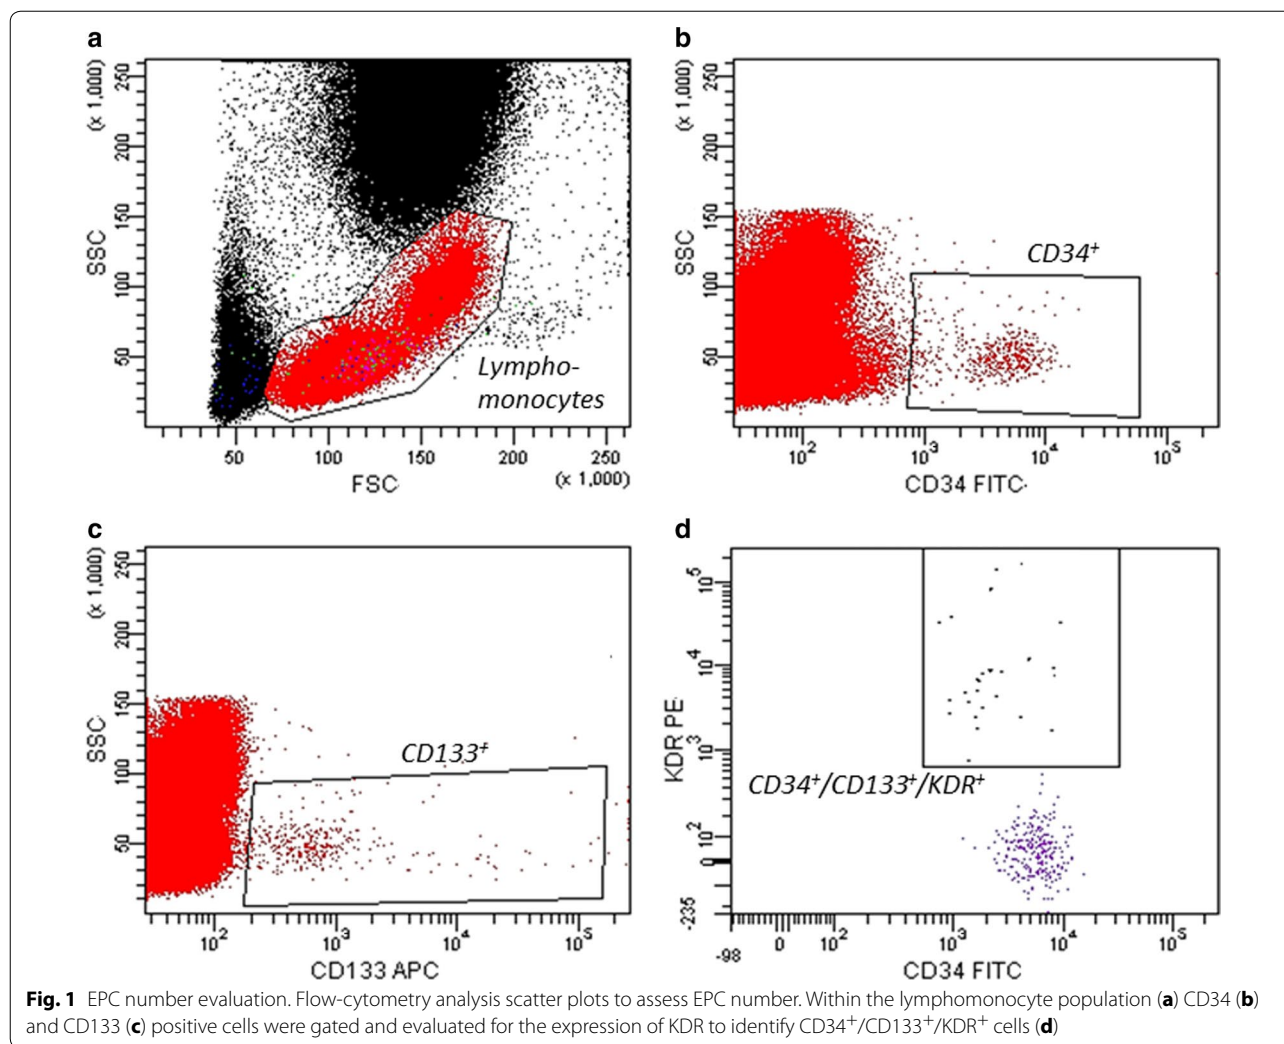 a
(x 1,000)
SSC
250
200
150
100
50
Lympho-
monocytes
50 100 150 200 250
FSC (x 1,000)
b
(x 1,000)
SSC
250
200
150
100
50
CD34⁺
10² 10³ 10⁴ 10⁵
CD34 FITC
c
(x 1,000)
SSC
250
200
150
100
50
CD133⁺
10² 10³ 10⁴ 10⁵
CD133 APC
d
KDR PE
10⁵
10⁴
10³
10²
0
-235
CD34⁺/CD133⁺/KDR⁺
-98 0 10² 10³ 10⁴ 10⁵
CD34 FITC
Fig. 1 EPC number evaluation. Flow-cytometry analysis scatter plots to assess EPC number. Within the lymphomonocyte population (a) CD34 (b)
and CD133 (c) positive cells were gated and evaluated for the expression of KDR to identify CD34⁺/CD133⁺/KDR⁺ cells (d)